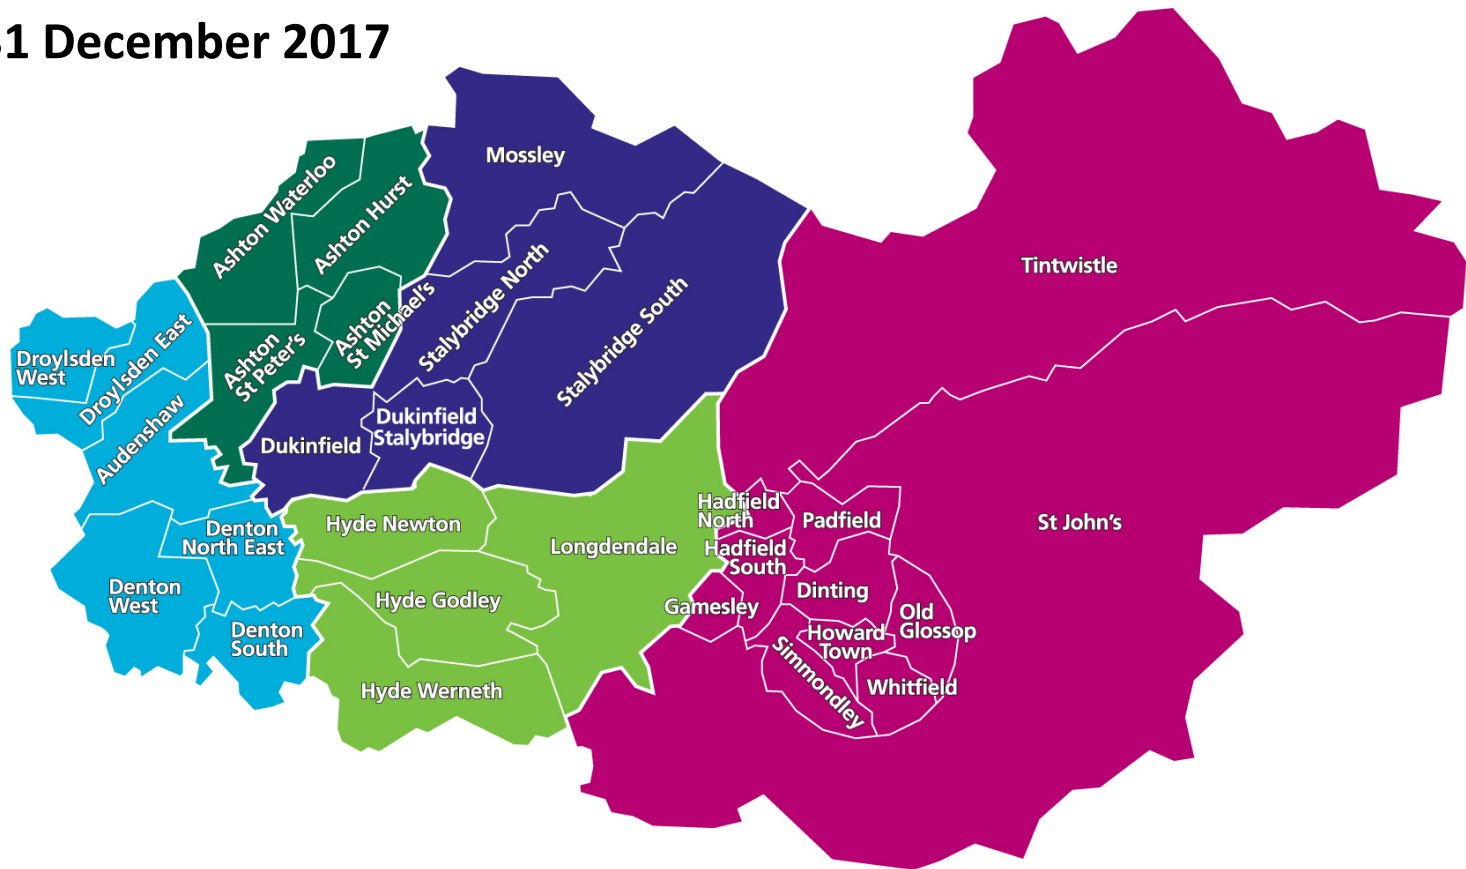 1 December 2017
Mossley
Ashton Waterloo
Ashton Hurst
Tintwistle
Stalybridge North
Stalybridge South
Ashton
St Michael's
Ashton
St Peter's
Droylsden
West
Droylsden East
Audenshaw
Dukinfield
Dukinfield
Stalybridge
Hyde Newton
Longdendale
Hadfield
North
Padfield
St John's
Denton
North East
Hadfield
South
Denton
West
Hyde Godley
Gamesley
Dinting
Old
Glossop
Denton
South
Howard
Town
Simmondley
Whitfield
Hyde Werneth